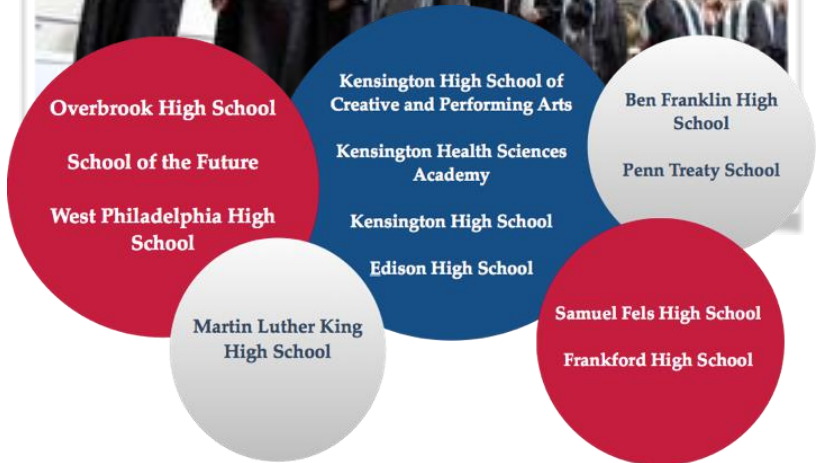 Overbrook High School
School of the Future
West Philadelphia High
School
Kensington High School of
Creative and Performing Arts
Kensington Health Sciences
Academy
Kensington High School
Edison High School
Ben Franklin High
School
Penn Treaty School
Martin Luther King
High School
Samuel Fels High School
Frankford High School